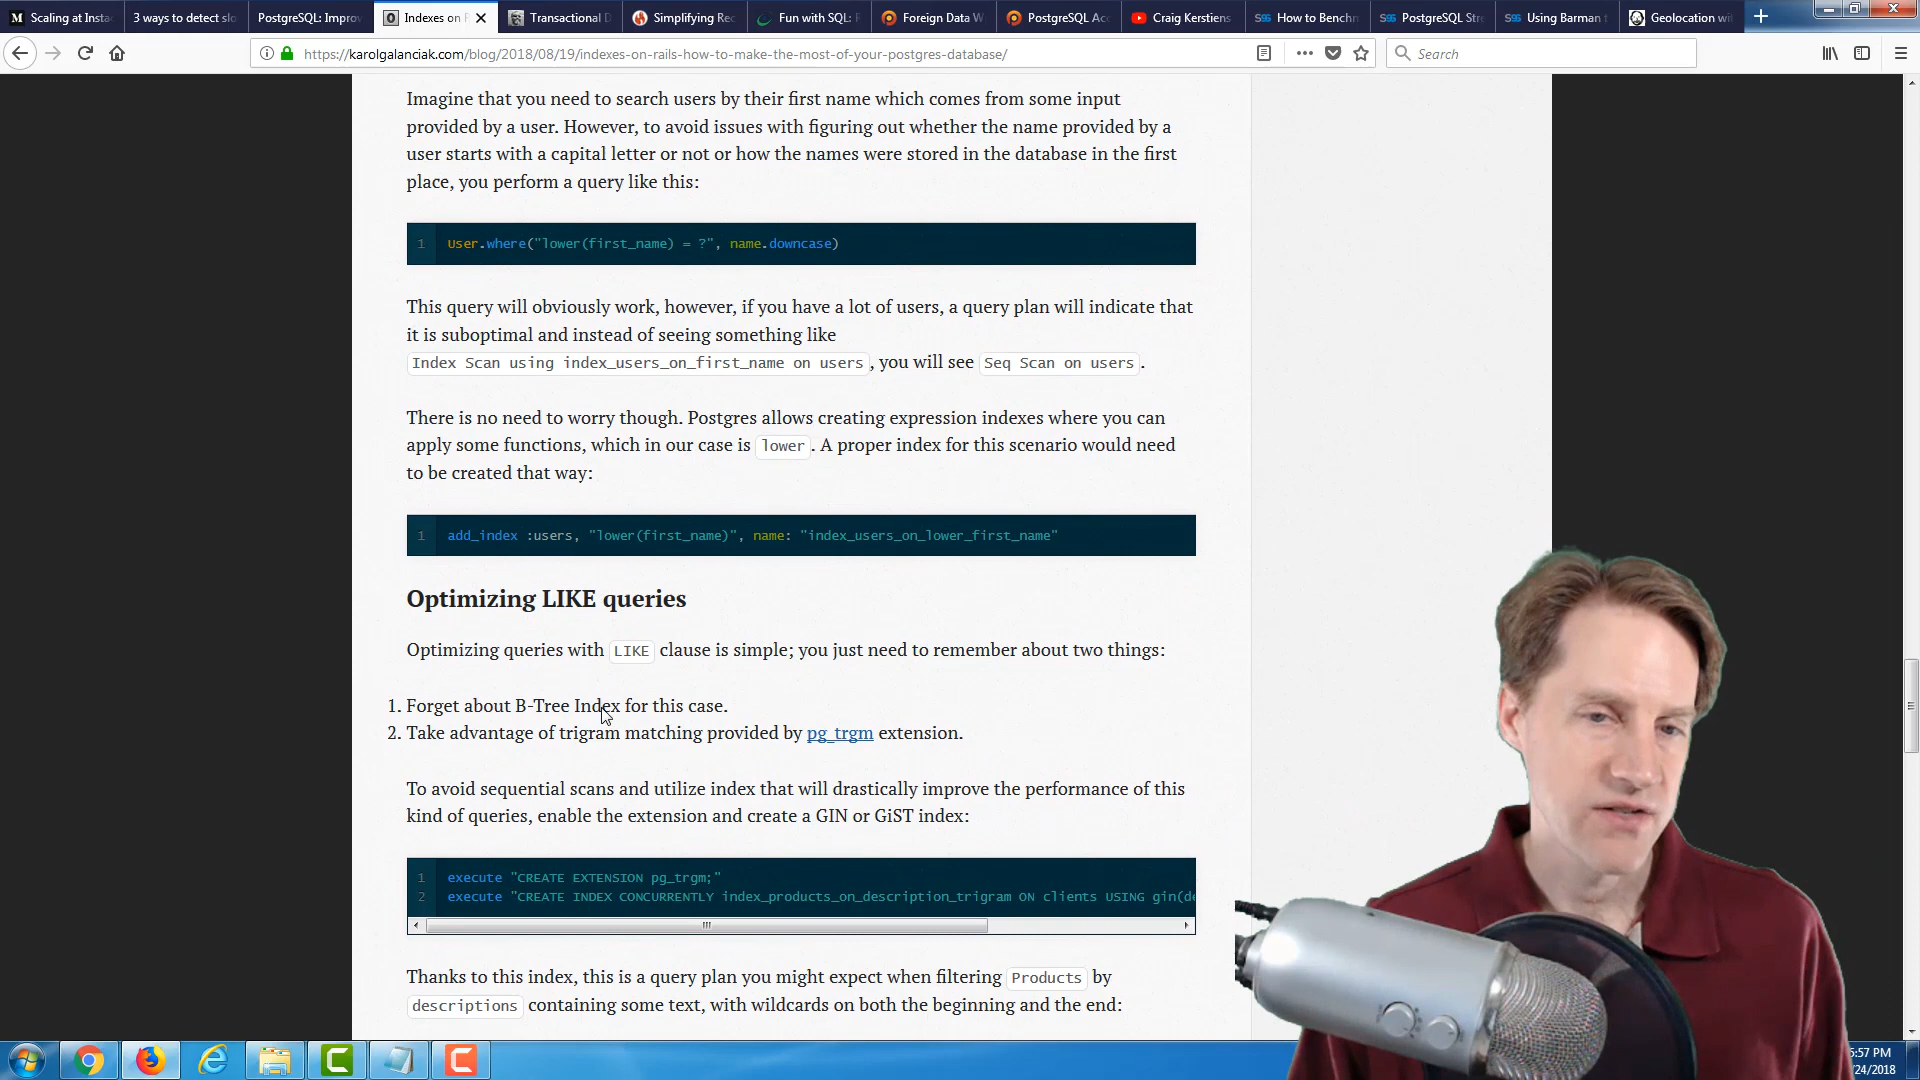 Scaling at Insta
3 ways to detect slo
PostgreSQL: Improv
Indexes on R
Transactional D
Simplifying Rec
Fun with SQL: F
Foreign Data W
PostgreSQL Acc
Craig Kerstiens
How to Benchm
PostgreSQL Stre
Using Barman t
Geolocation wi
https://karolgalanciak.com/blog/2018/08/19/indexes-on-rails-how-to-make-the-most-of-your-postgres-database/
Search
Imagine that you need to search users by their first name which comes from some input
provided by a user. However, to avoid issues with figuring out whether the name provided by a
user starts with a capital letter or not or how the names were stored in the database in the first
place, you perform a query like this:
1 User.where("lower(first_name) = ?", name.downcase)
This query will obviously work, however, if you have a lot of users, a query plan will indicate that
it is suboptimal and instead of seeing something like
Index Scan using index_users_on_first_name on users, you will see Seq Scan on users.
There is no need to worry though. Postgres allows creating expression indexes where you can
apply some functions, which in our case is lower. A proper index for this scenario would need
to be created that way:
1 add_index :users, "lower(first_name)", name: "index_users_on_lower_first_name"
Optimizing LIKE queries
Optimizing queries with LIKE clause is simple; you just need to remember about two things:
1. Forget about B-Tree Index for this case.
2. Take advantage of trigram matching provided by pg_trgm extension.
To avoid sequential scans and utilize index that will drastically improve the performance of this
kind of queries, enable the extension and create a GIN or GiST index:
1 execute "CREATE EXTENSION pg_trgm;"
2 execute "CREATE INDEX CONCURRENTLY index_products_on_description_trigram ON clients USING gin(de
Thanks to this index, this is a query plan you might expect when filtering Products by
descriptions containing some text, with wildcards on both the beginning and the end:
5:57 PM
/24/2018